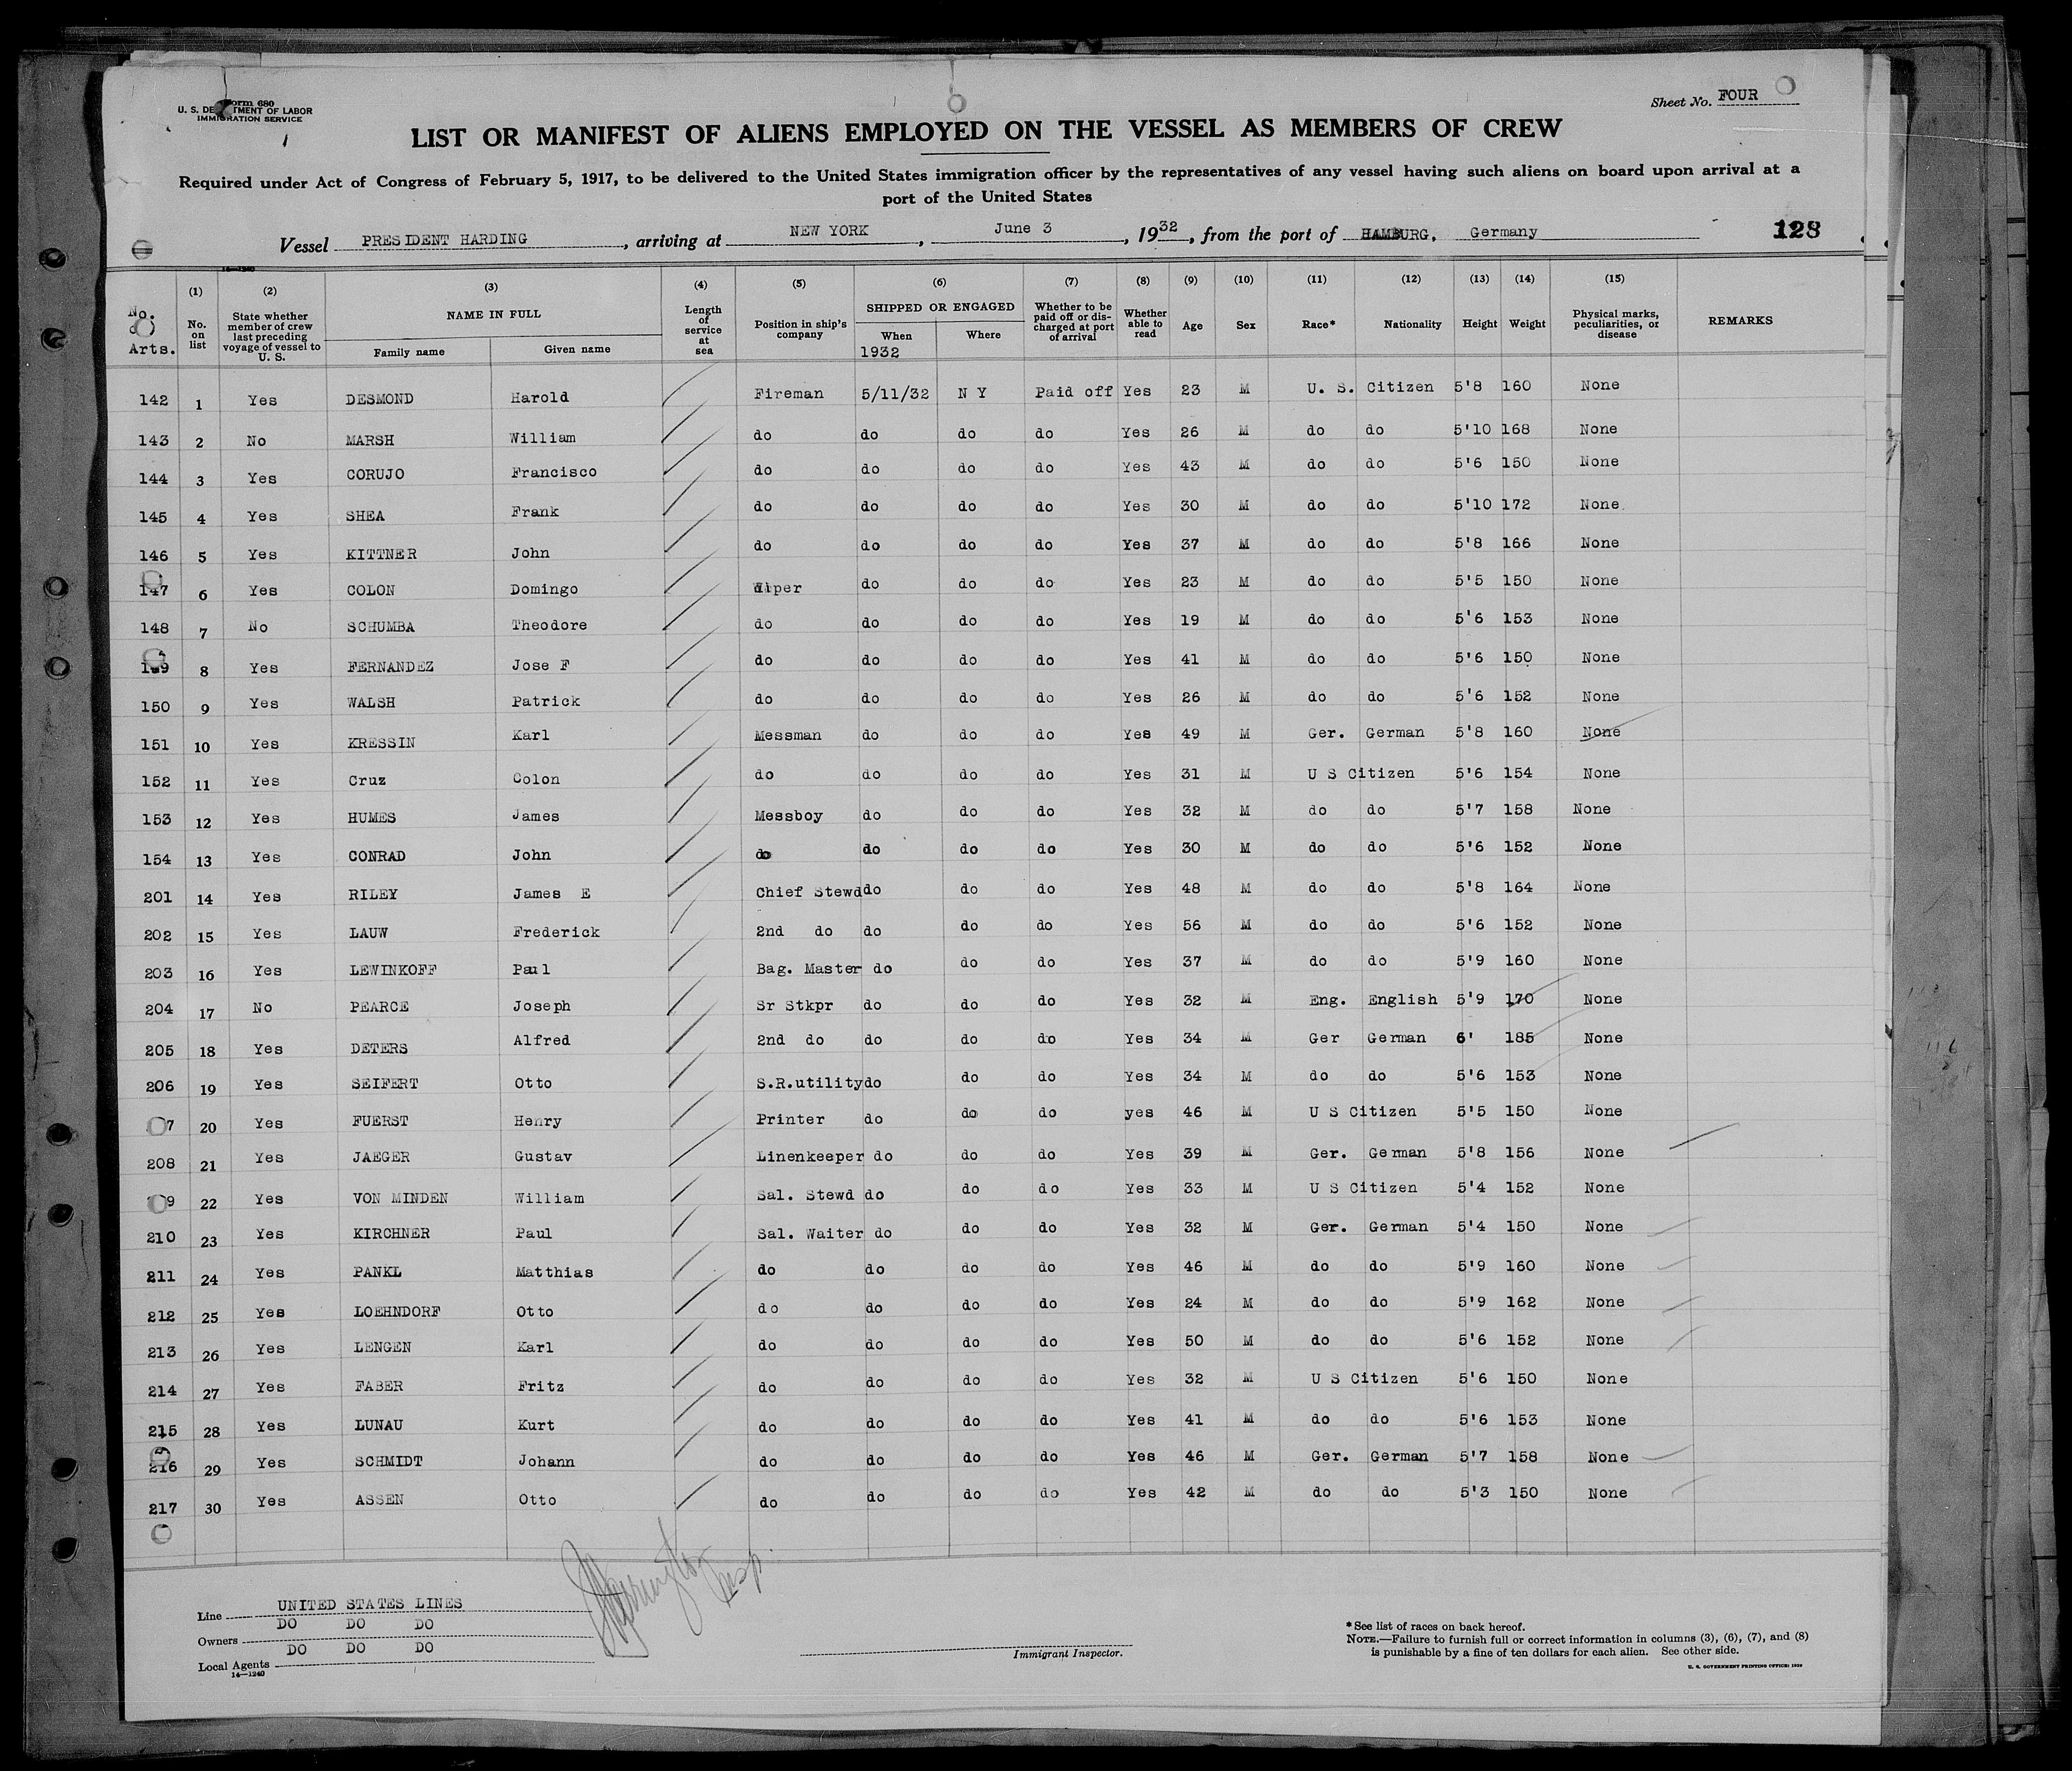 Form 680
U. S. DE TMENT OF LABOR
IMMIGRATION SERVICE
Sheet No. FOUR
LIST OR MANIFEST OF ALIENS EMPLOYED ON THE VESSEL AS MEMBERS OF CREW
Required under Act of Congress of February 5, 1917, to be delivered to the United States immigration officer by the representatives of any vessel having such aliens on board upon arrival at a
port of the United States
Vessel PRESIDENT HARDING, arriving at NEW YORK, June 3, 1932, from the port of HAMBURG, Germany 128
14—1240
No. Arts.
(1) No. on list
(2) State whether member of crew last preceding voyage of vessel to U. S.
(3) NAME IN FULL Family name Given name
(4) Length of service at sea
(5) Position in ship's company
(6) SHIPPED OR ENGAGED When 1932 Where
(7) Whether to be paid off or discharged at port of arrival
(8) Whether able to read
(9) Age
(10) Sex
(11) Race*
(12) Nationality
(13) Height
(14) Weight
(15) Physical marks, peculiarities, or disease
REMARKS
142 1 Yes DESMOND Harold Fireman 5/11/32 N Y Paid off Yes 23 M U. S. Citizen 5'8 160 None
143 2 No MARSH William do do do do Yes 26 M do do 5'10 168 None
144 3 Yes CORUJO Francisco do do do do Yes 43 M do do 5'6 150 None
145 4 Yes SHEA Frank do do do do Yes 30 M do do 5'10 172 None
146 5 Yes KITTNER John do do do do Yes 37 M do do 5'8 166 None
147 6 Yes COLON Domingo Wiper do do do Yes 23 M do do 5'5 150 None
148 7 No SCHUMBA Theodore do do do do Yes 19 M do do 5'6 153 None
149 8 Yes FERNANDEZ Jose F do do do do Yes 41 M do do 5'6 150 None
150 9 Yes WALSH Patrick do do do do Yes 26 M do do 5'6 152 None
151 10 Yes KRESSIN Karl Messman do do do Yes 49 M Ger. German 5'8 160 None
152 11 Yes Cruz Colon do do do do Yes 31 M U S Citizen 5'6 154 None
153 12 Yes HUMES James Messboy do do do Yes 32 M do do 5'7 158 None
154 13 Yes CONRAD John do do do do Yes 30 M do do 5'6 152 None
201 14 Yes RILEY James E Chief Stewd do do do Yes 48 M do do 5'8 164 None
202 15 Yes LAUW Frederick 2nd do do do do Yes 56 M do do 5'6 152 None
203 16 Yes LEWINKOFF Paul Bag. Master do do do Yes 37 M do do 5'9 160 None
204 17 No PEARCE Joseph Sr Stkpr do do do Yes 32 M Eng. English 5'9 170 None
205 18 Yes DETERS Alfred 2nd do do do do Yes 34 M Ger German 6' 185 None
206 19 Yes SEIFERT Otto S.R.utility do do do Yes 34 M do do 5'6 153 None
7 20 Yes FUERST Henry Printer do do do yes 46 M U S Citizen 5'5 150 None
208 21 Yes JAEGER Gustav Linenkeeper do do do Yes 39 M Ger. German 5'8 156 None
9 22 Yes VON MINDEN William Sal. Stewd do do do Yes 33 M U S Citizen 5'4 152 None
210 23 Yes KIRCHNER Paul Sal. Waiter do do do Yes 32 M Ger. German 5'4 150 None
211 24 Yes PANKL Matthias do do do do Yes 46 M do do 5'9 160 None
212 25 Yes LOEHNDORF Otto do do do do Yes 24 M do do 5'9 162 None
213 26 Yes LENGEN Karl do do do do Yes 50 M do do 5'6 152 None
214 27 Yes FABER Fritz do do do do Yes 32 M U S Citizen 5'6 150 None
215 28 Yes LUNAU Kurt do do do do Yes 41 M do do 5'6 153 None
216 29 Yes SCHMIDT Johann do do do do Yes 46 M Ger. German 5'7 158 None
217 30 Yes ASSEN Otto do do do do Yes 42 M do do 5'3 150 None
Line UNITED STATES LINES
Owners DO DO DO
Local Agents DO DO DO
14—1240
Insp.
Immigrant Inspector.
* See list of races on back hereof.
NOTE.—Failure to furnish full or correct information in columns (3), (6), (7), and (8)
is punishable by a fine of ten dollars for each alien. See other side.
U. S. GOVERNMENT PRINTING OFFICE: